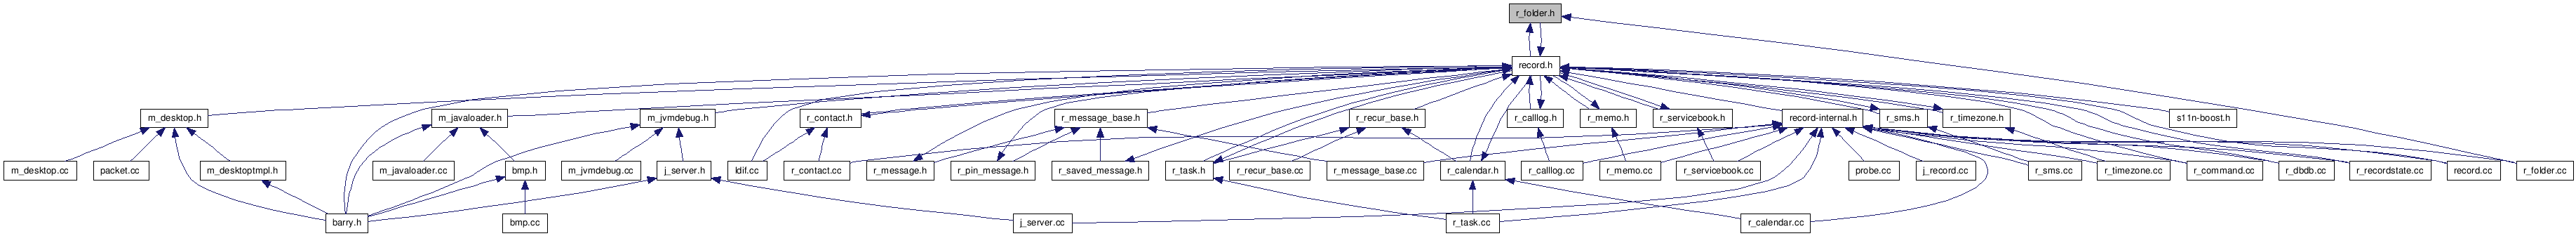 r_folder.h
record.h
m_desktop.h
m_javaloader.h
m_jvmdebug.h
r_contact.h
r_message_base.h
r_recur_base.h
r_calllog.h
r_memo.h
r_servicebook.h
record-internal.h
r_sms.h
r_timezone.h
s11n-boost.h
m_desktop.cc
packet.cc
m_desktoptmpl.h
m_javaloader.cc
bmp.h
m_jvmdebug.cc
j_server.h
ldif.cc
r_contact.cc
r_message.h
r_pin_message.h
r_saved_message.h
r_task.h
r_recur_base.cc
r_message_base.cc
r_calendar.h
r_calllog.cc
r_memo.cc
r_servicebook.cc
probe.cc
j_record.cc
r_sms.cc
r_timezone.cc
r_command.cc
r_dbdb.cc
r_recordstate.cc
record.cc
r_folder.cc
barry.h
bmp.cc
j_server.cc
r_task.cc
r_calendar.cc